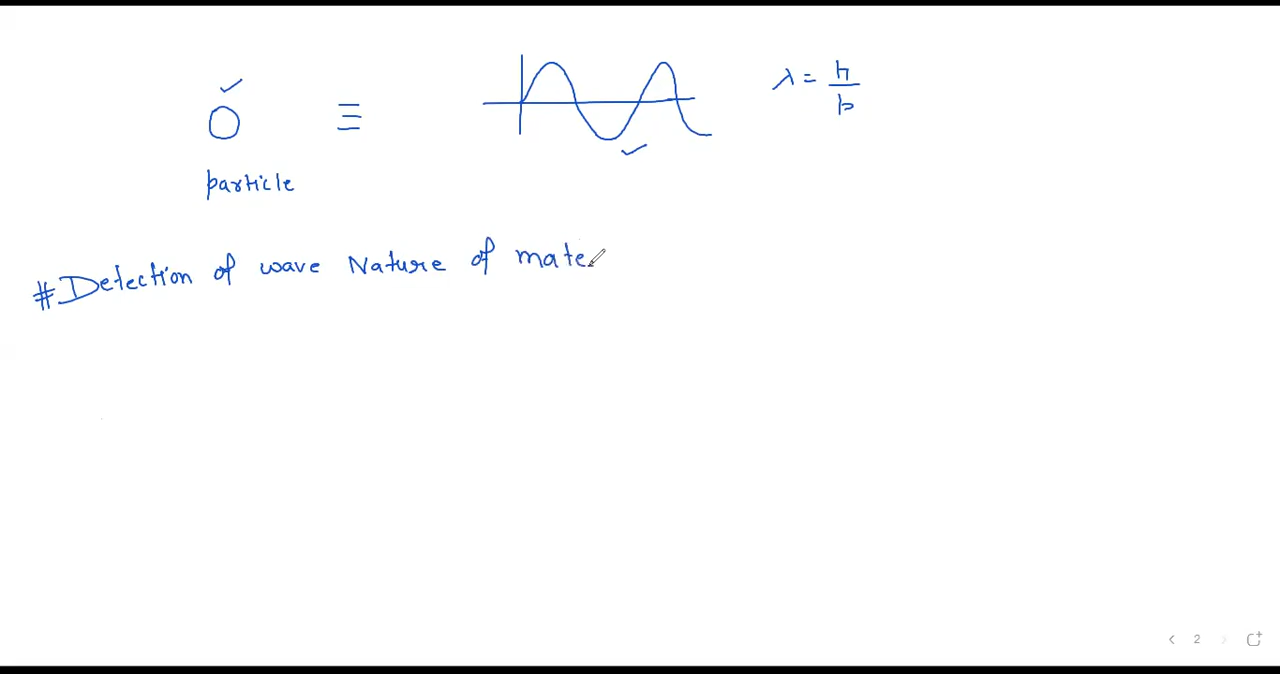 λ = h/p
≡
particle
# Detection of wave Nature of mate
2